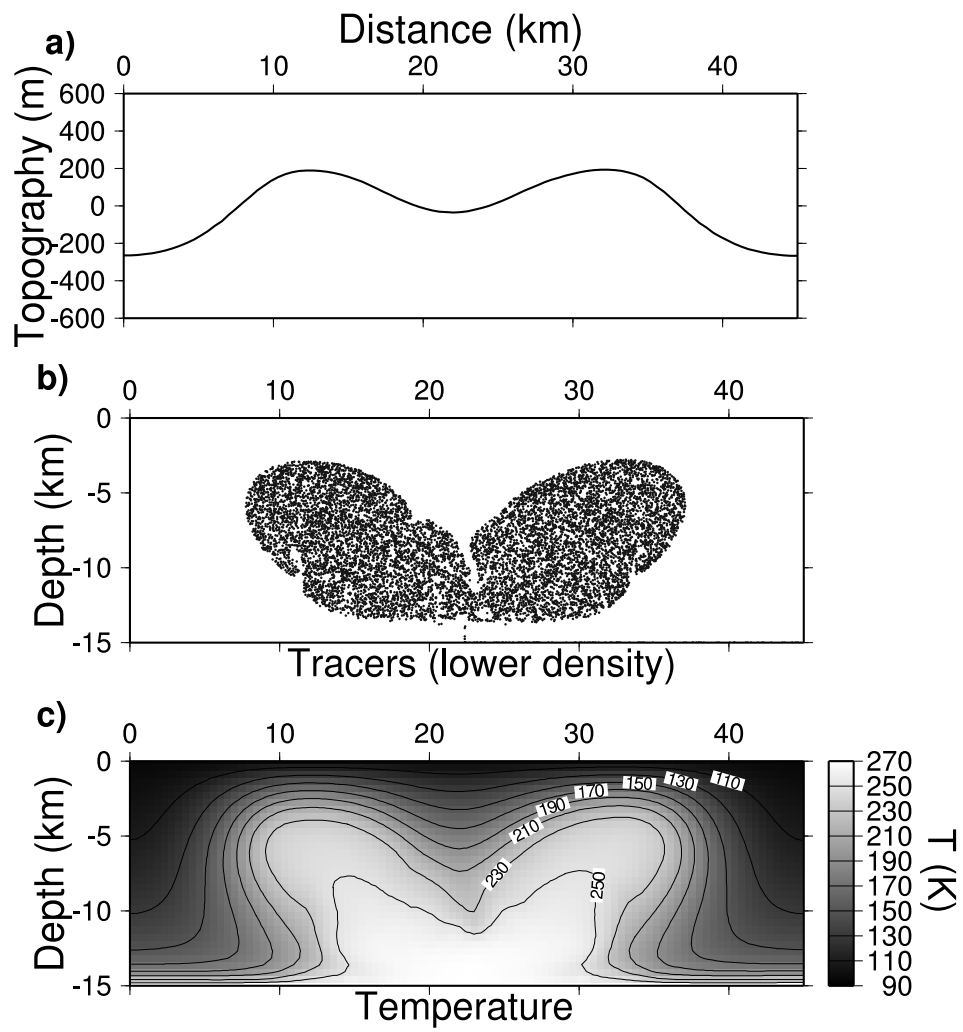 a)
Distance (km)
0 10 20 30 40
Topography (m)
600
400
200
0
-200
-400
-600
b)
0 10 20 30 40
Depth (km)
0
-5
-10
-15
Tracers (lower density)
c)
0 10 20 30 40
Depth (km)
0
-5
-10
-15
110
130
150
170
190
210
230
250
Temperature
270
250
230
210
190
170
150
130
110
90
T (K)